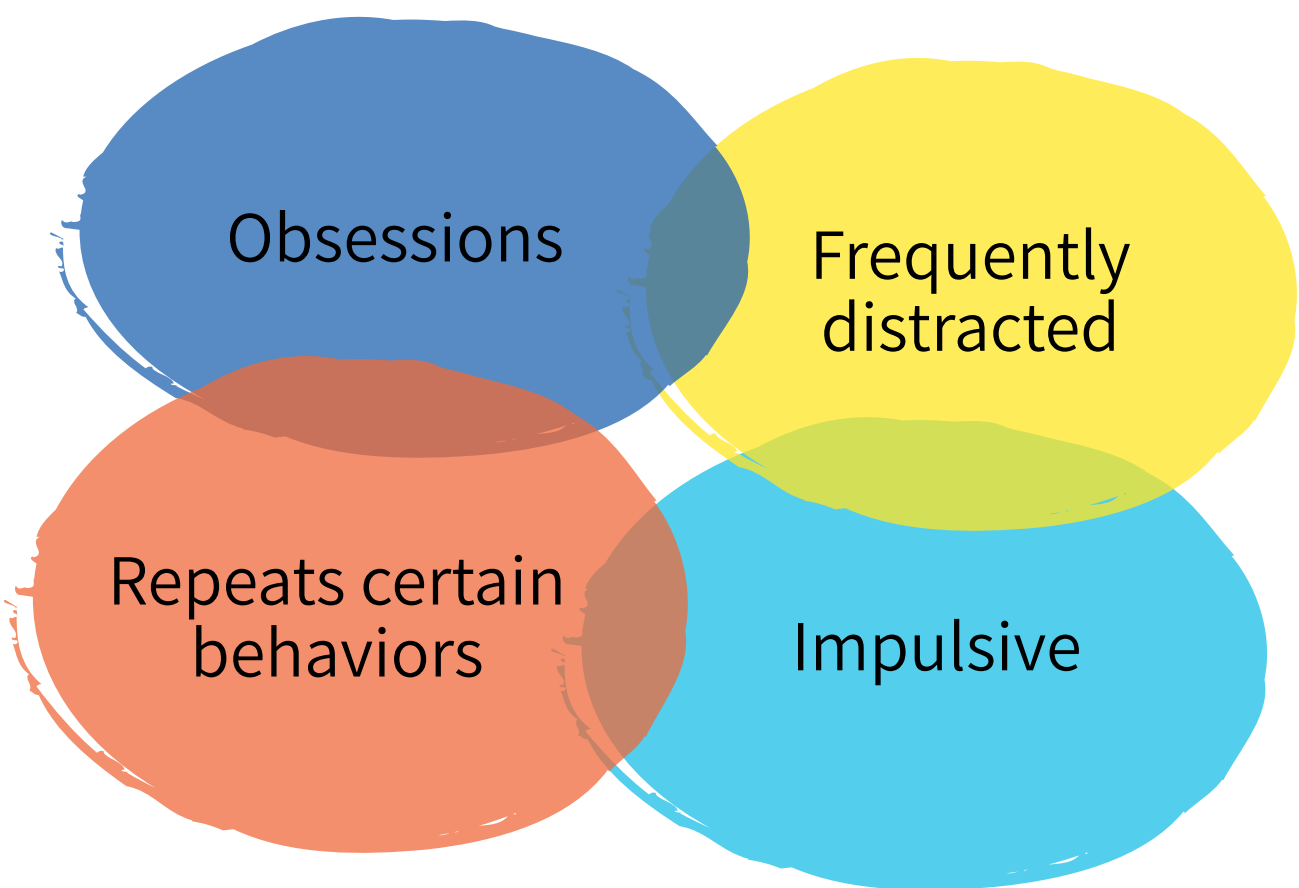 Obsessions
Frequently
distracted
Repeats certain
behaviors
Impulsive